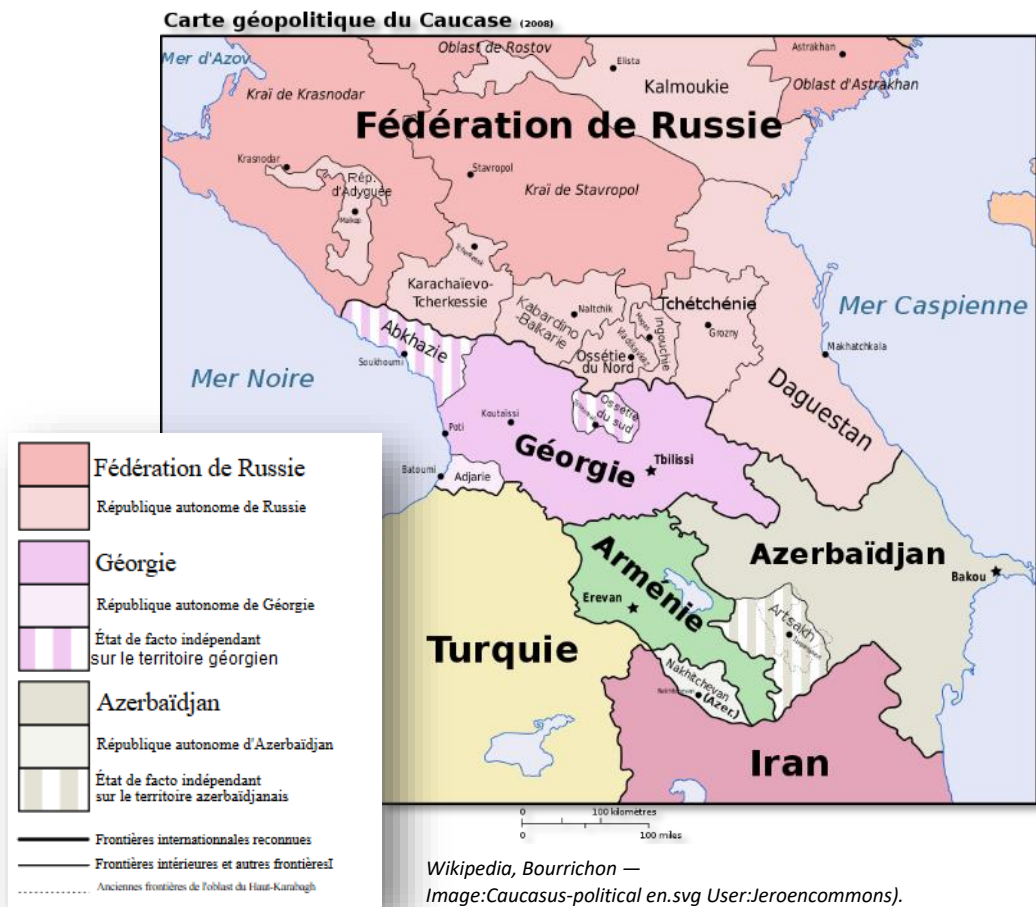 Carte géopolitique du Caucase (2008)
Mer d'Azov
Oblast de Rostov
Elista
Astrakhan
Kraï de Krasnodar
Kalmoukie
Oblast d'Astrakhan
Fédération de Russie
Krasnodar
Rép.
d'Adyguée
Maïkop
Stavropol
Kraï de Stavropol
Tcherkessk
Karachaïevo-
Tcherkessie
Kabardino
-Balkarie
Naltchik
Magas
Ingouchie
Vladikavkaz
Ossétie
du Nord
Tchétchénie
Grozny
Mer Caspienne
Makhatchkala
Daguestan
Abkhazie
Soukhoumi
Mer Noire
Koutaïssi
Poti
Ossétie
du sud
Géorgie
Tbilissi
Batoumi
Adjarie
Arménie
Erevan
Azerbaïdjan
Bakou
Artsakh
Turquie
Nakhitchevan
(Azer.)
Iran
Fédération de Russie
République autonome de Russie
Géorgie
République autonome de Géorgie
État de facto indépendant
sur le territoire géorgien
Azerbaïdjan
République autonome d'Azerbaïdjan
État de facto indépendant
sur le territoire azerbaïdjanais
Frontières internationales reconnues
Frontières intérieures et autres frontièresI
Anciennes frontières de l'oblast du Haut-Karabagh
0 100 kilomètres
0 100 miles
Wikipedia, Bourrichon —
Image:Caucasus-political en.svg User:Jeroencommons).